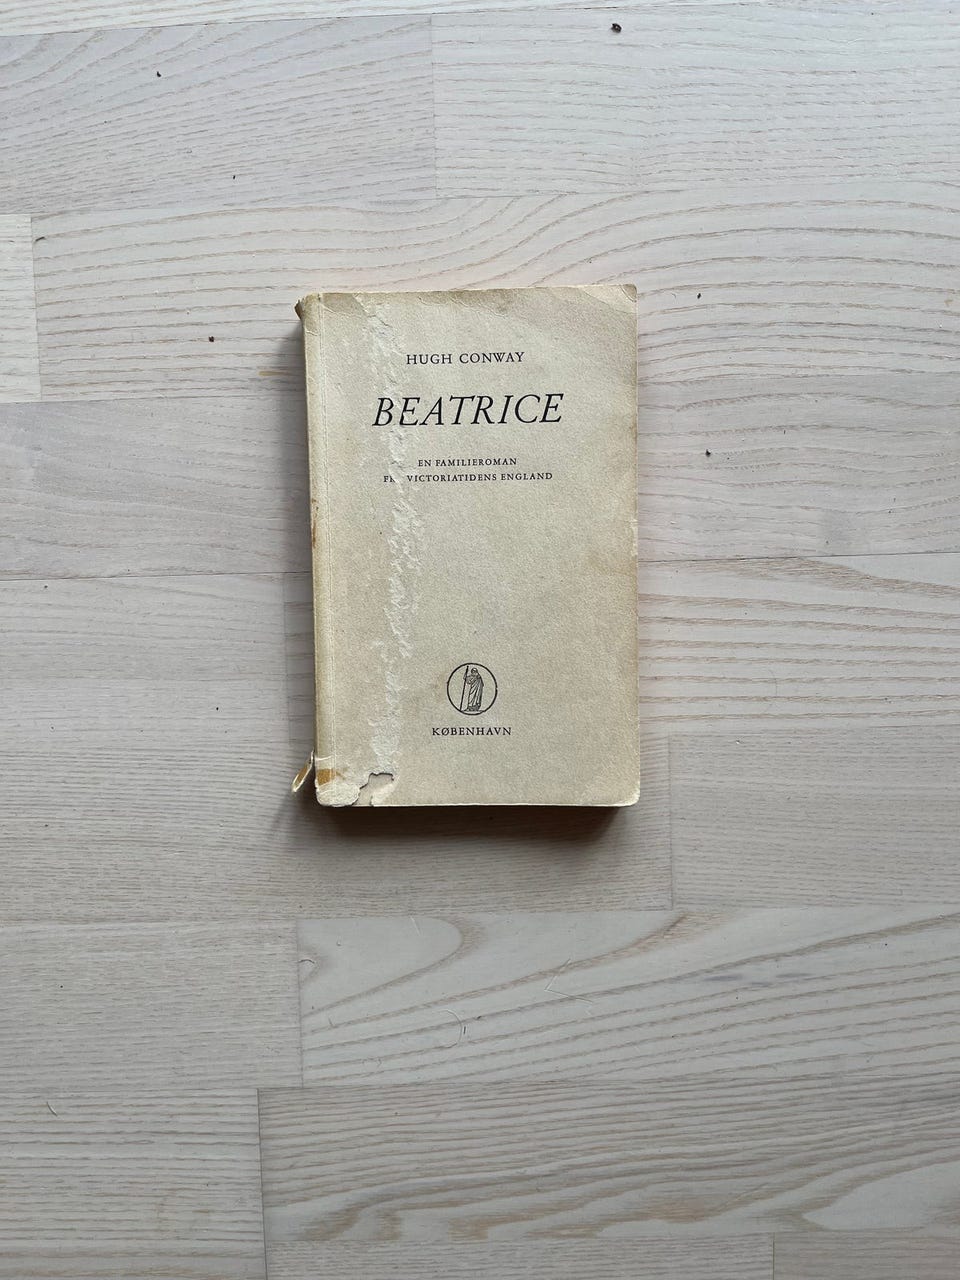 HUGH CONWAY
BEATRICE
EN FAMILIEROMAN
VICTORIATIDENS ENGLAND
KØBENHAVN